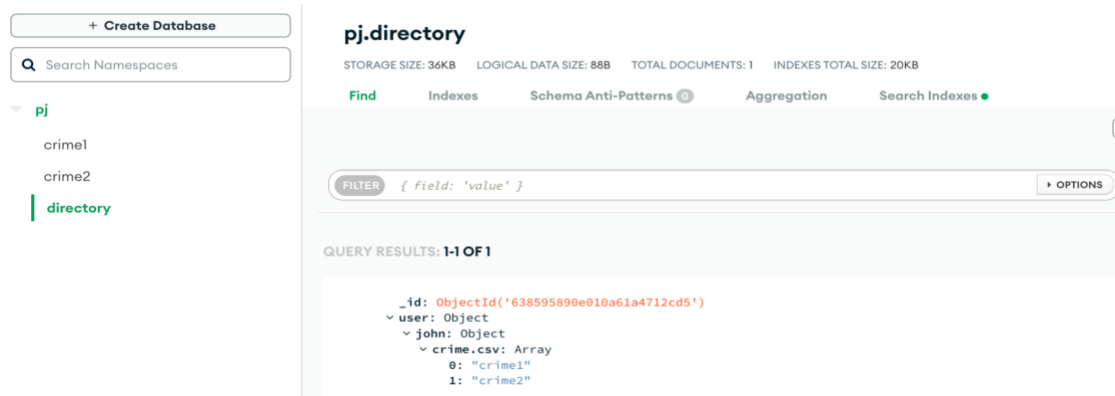 + Create Database
Search Namespaces
pj
crime1
crime2
directory
pj.directory
STORAGE SIZE: 36KB LOGICAL DATA SIZE: 88B TOTAL DOCUMENTS: 1 INDEXES TOTAL SIZE: 20KB
Find Indexes Schema Anti-Patterns 0 Aggregation Search Indexes
FILTER { field: 'value' } OPTIONS
QUERY RESULTS: 1-1 OF 1
_id: ObjectId('638595890e010a61a4712cd5')
user: Object
john: Object
crime.csv: Array
0: "crime1"
1: "crime2"